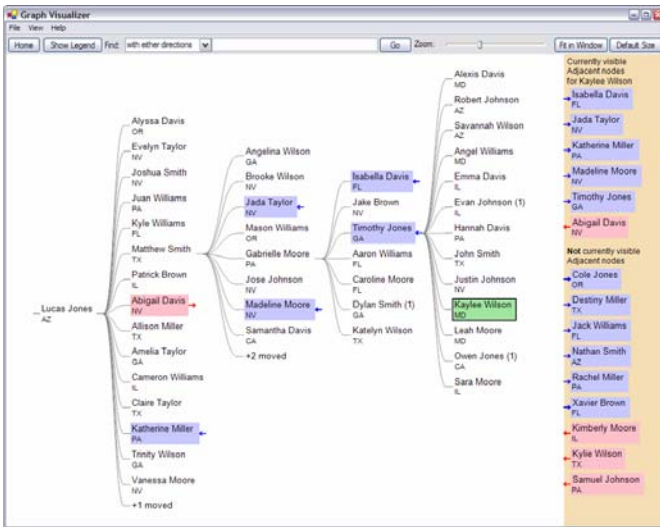 Graph Visualizer
File View Help
Home Show Legend Find: with either directions Go Zoom: Fit in Window Default Size
Lucas Jones
AZ
Alyssa Davis
OR
Evelyn Taylor
NV
Joshua Smith
NV
Juan Williams
PA
Kyle Williams
FL
Matthew Smith
TX
Patrick Brown
IL
Abigail Davis
NV
Allison Miller
TX
Amelia Taylor
GA
Cameron Williams
IL
Claire Taylor
TX
Katherine Miller
PA
Trinity Wilson
GA
Vanessa Moore
NV
+1 moved
Angelina Wilson
GA
Brooke Wilson
NV
Jada Taylor
NV
Mason Williams
OR
Gabrielle Moore
PA
Jose Johnson
NV
Madeline Moore
NV
Samantha Davis
CA
+2 moved
Isabella Davis
FL
Jake Brown
NV
Timothy Jones
GA
Aaron Williams
FL
Caroline Moore
FL
Dylan Smith (1)
GA
Katelyn Wilson
TX
Alexis Davis
MD
Robert Johnson
AZ
Savannah Wilson
AZ
Angel Williams
MD
Emma Davis
IL
Evan Johnson (1)
IL
Hannah Davis
PA
John Smith
TX
Justin Johnson
NV
Kaylee Wilson
MD
Leah Moore
MD
Owen Jones (1)
CA
Sara Moore
IL
Currently visible
Adjacent nodes
for Kaylee Wilson
Isabella Davis
FL
Jada Taylor
NV
Katherine Miller
PA
Madeline Moore
NV
Timothy Jones
GA
Abigail Davis
NV
Not currently visible
Adjacent nodes
Cole Jones
OR
Destiny Miller
TX
Jack Williams
FL
Nathan Smith
AZ
Rachel Miller
PA
Xavier Brown
FL
Kimberly Moore
IL
Kylie Wilson
TX
Samuel Johnson
PA